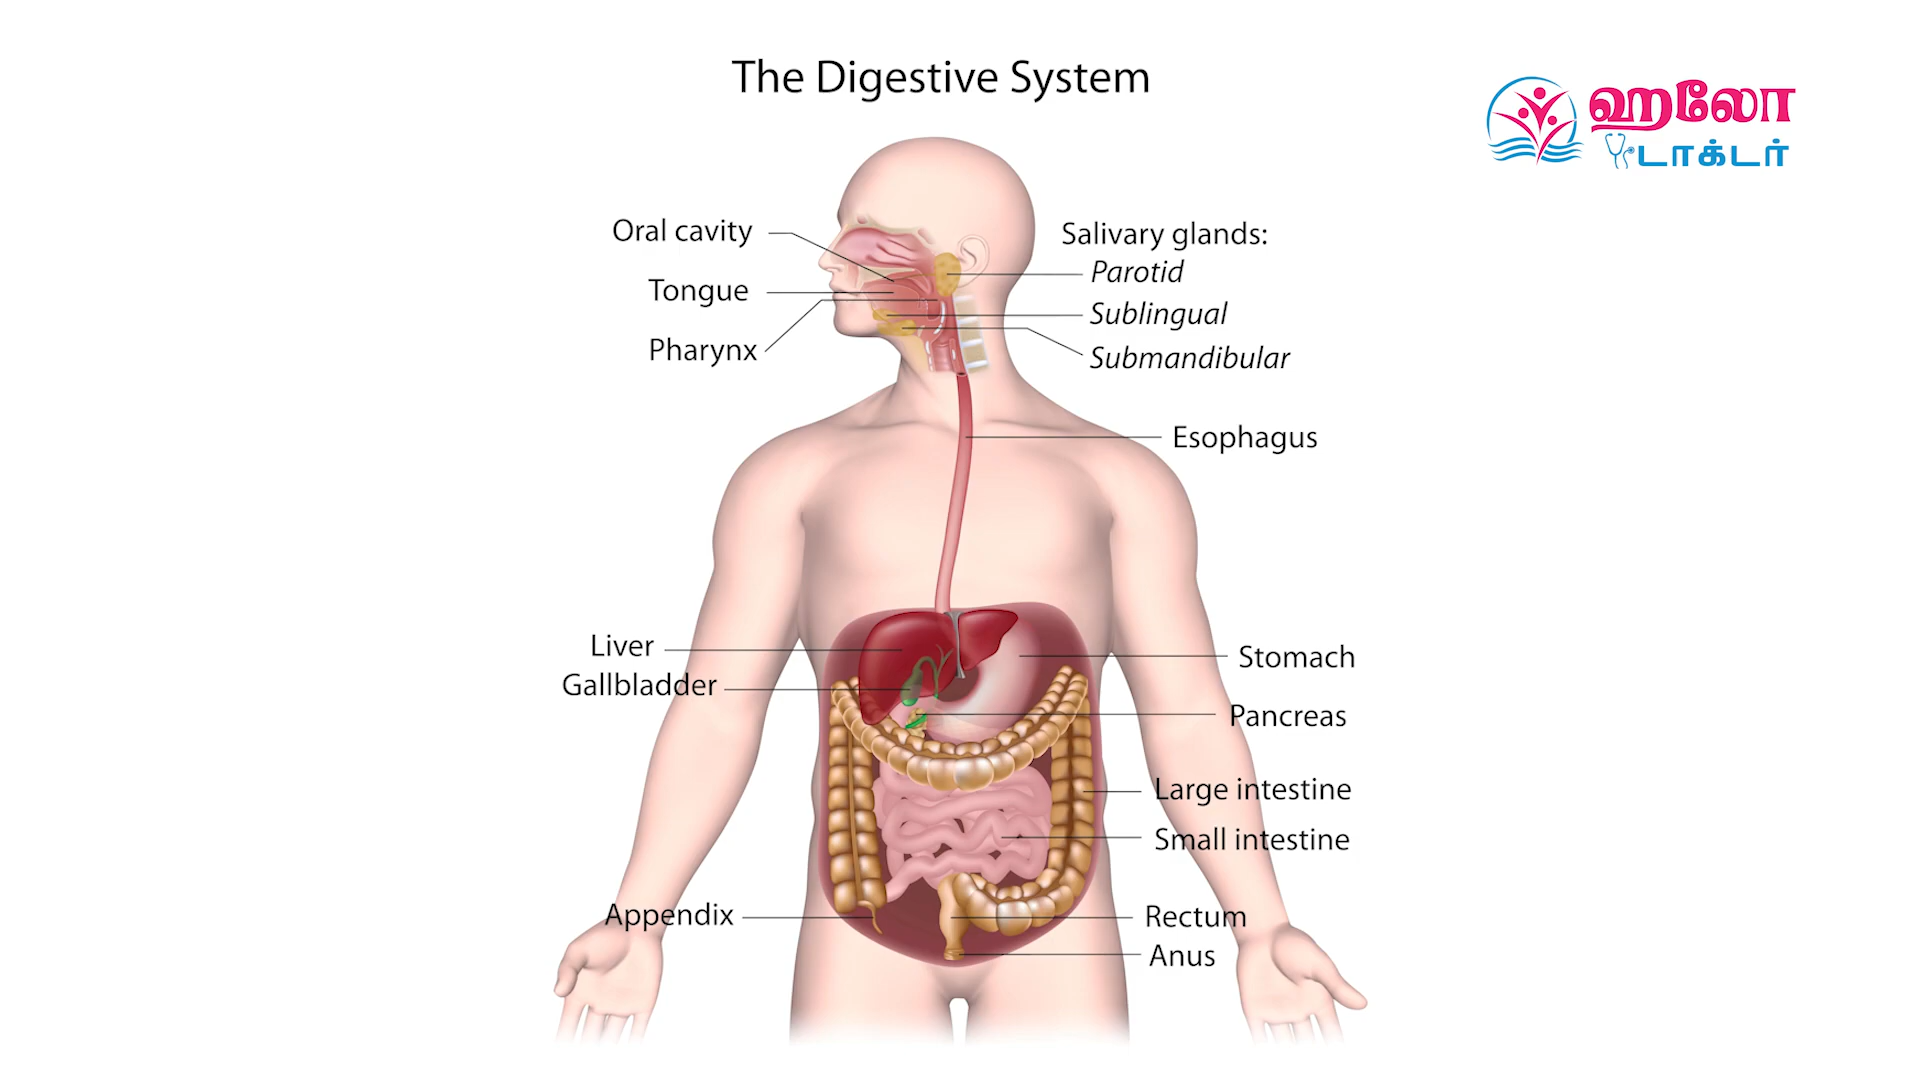 The Digestive System
ஹலோ
டாக்டர்
Oral cavity
Tongue
Pharynx
Salivary glands:
Parotid
Sublingual
Submandibular
Esophagus
Liver
Gallbladder
Stomach
Pancreas
Large intestine
Small intestine
Appendix
Rectum
Anus